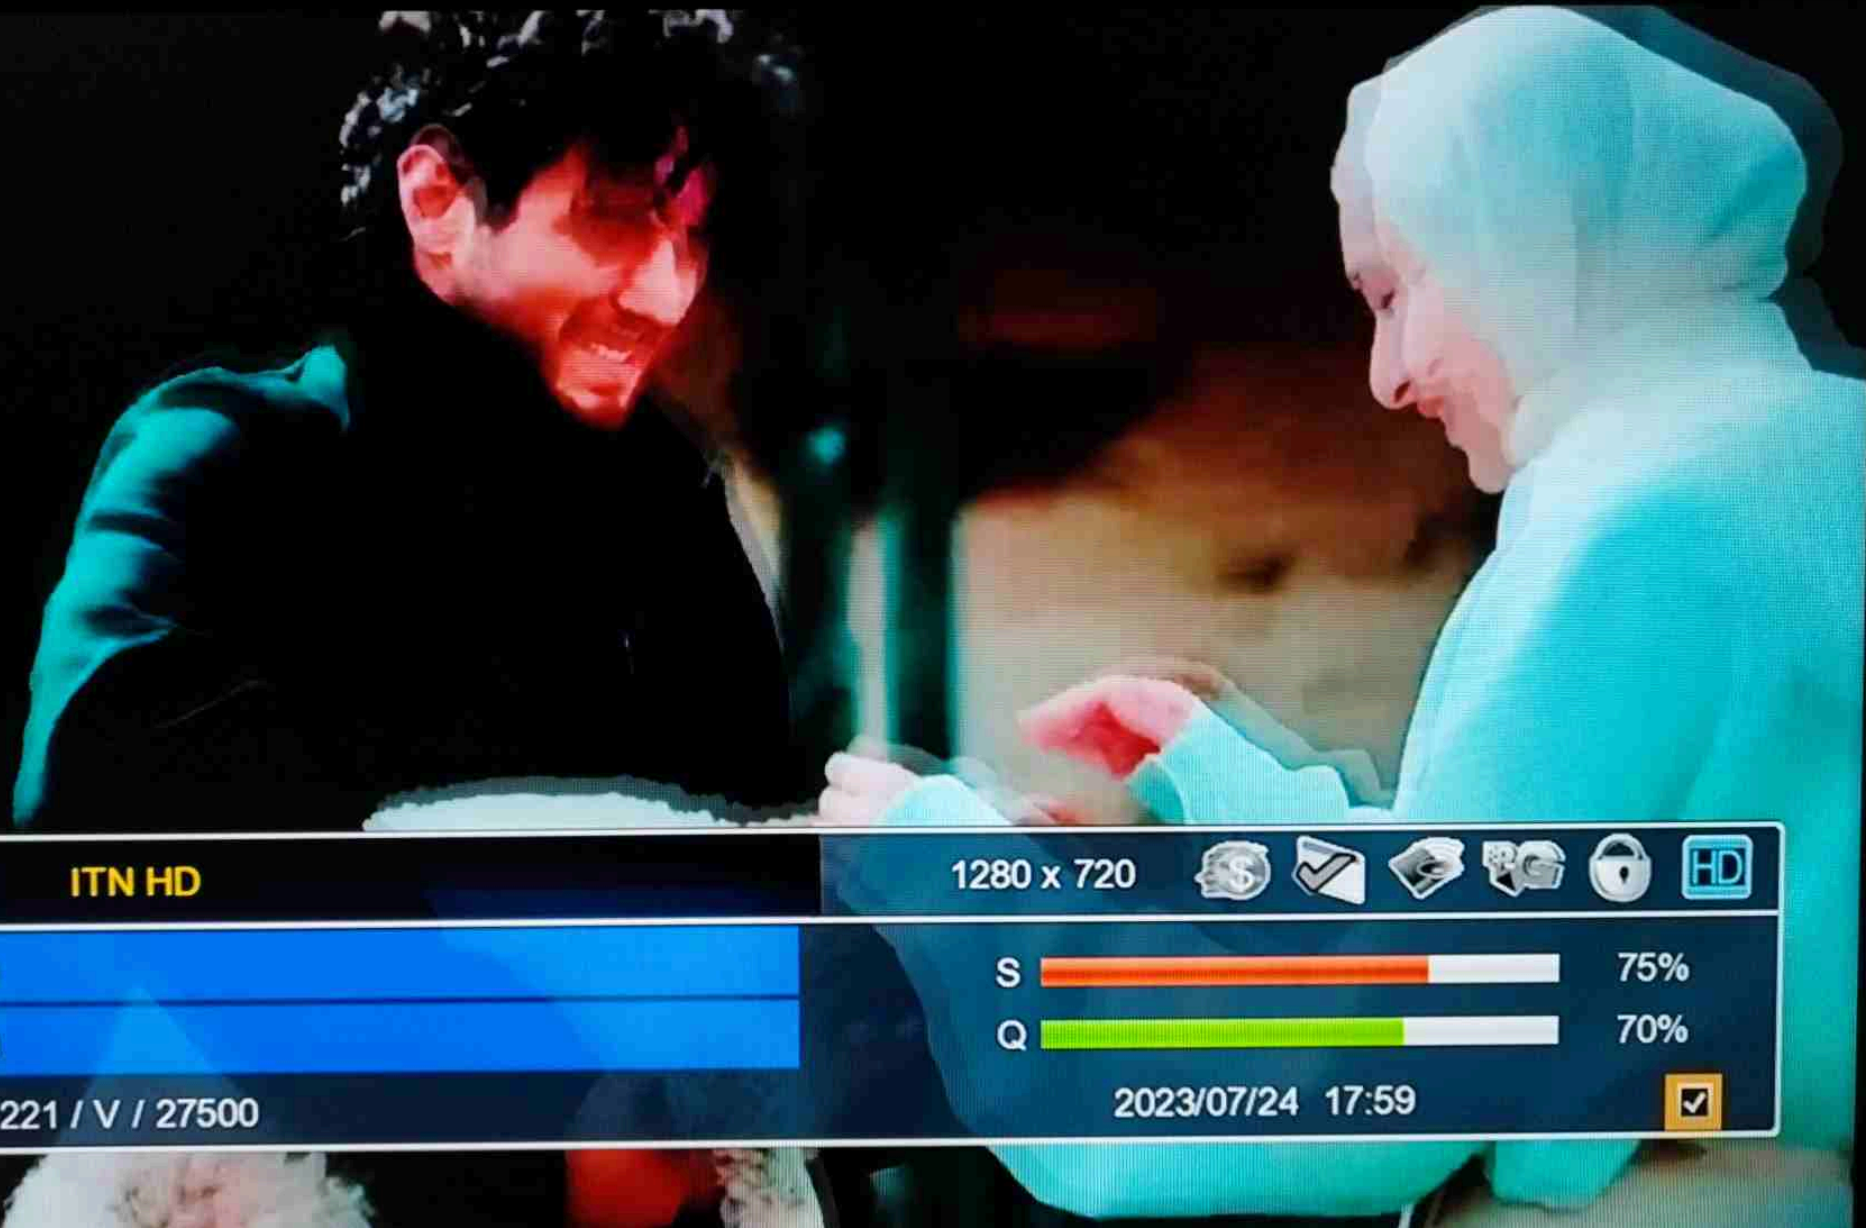 ITN HD
1280 x 720
$
HD
S 75%
Q 70%
221 / V / 27500
2023/07/24 17:59